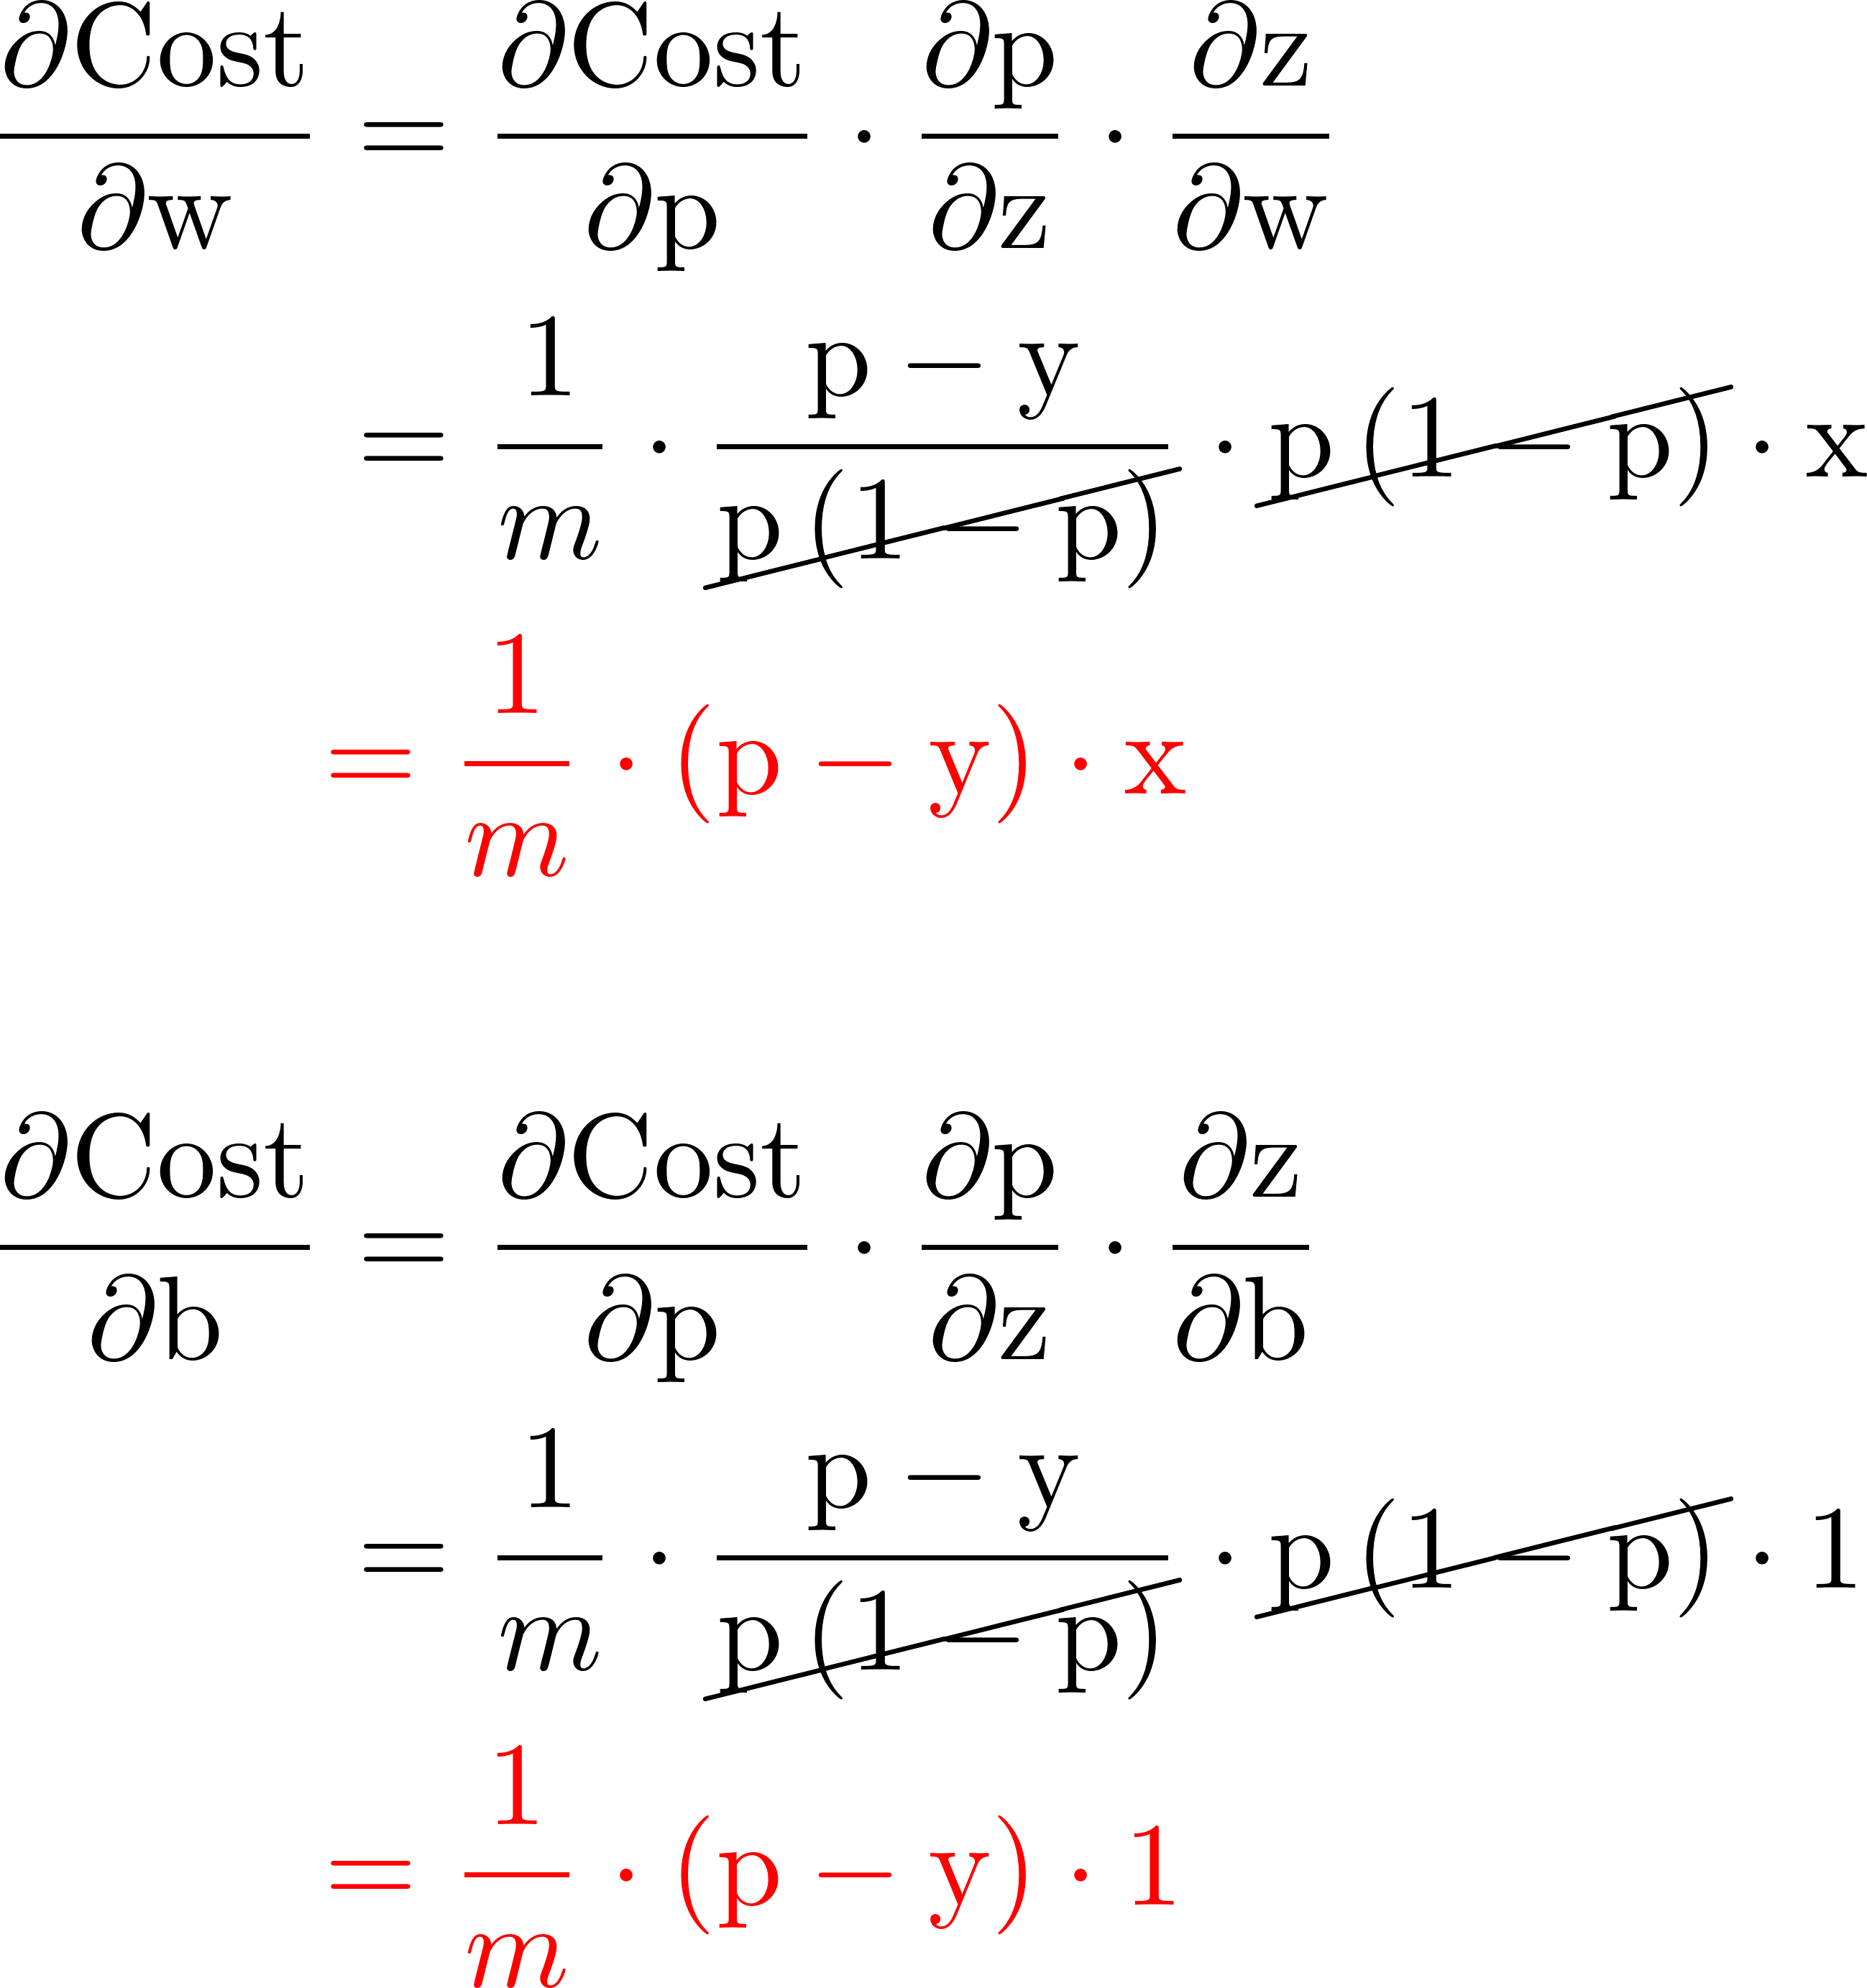 ∂Cost/∂w = ∂Cost/∂p · ∂p/∂z · ∂z/∂w
= 1/m · (p − y)/(p(1 − p)) · p(1 − p) · x
= 1/m · (p − y) · x
∂Cost/∂b = ∂Cost/∂p · ∂p/∂z · ∂z/∂b
= 1/m · (p − y)/(p(1 − p)) · p(1 − p) · 1
= 1/m · (p − y) · 1